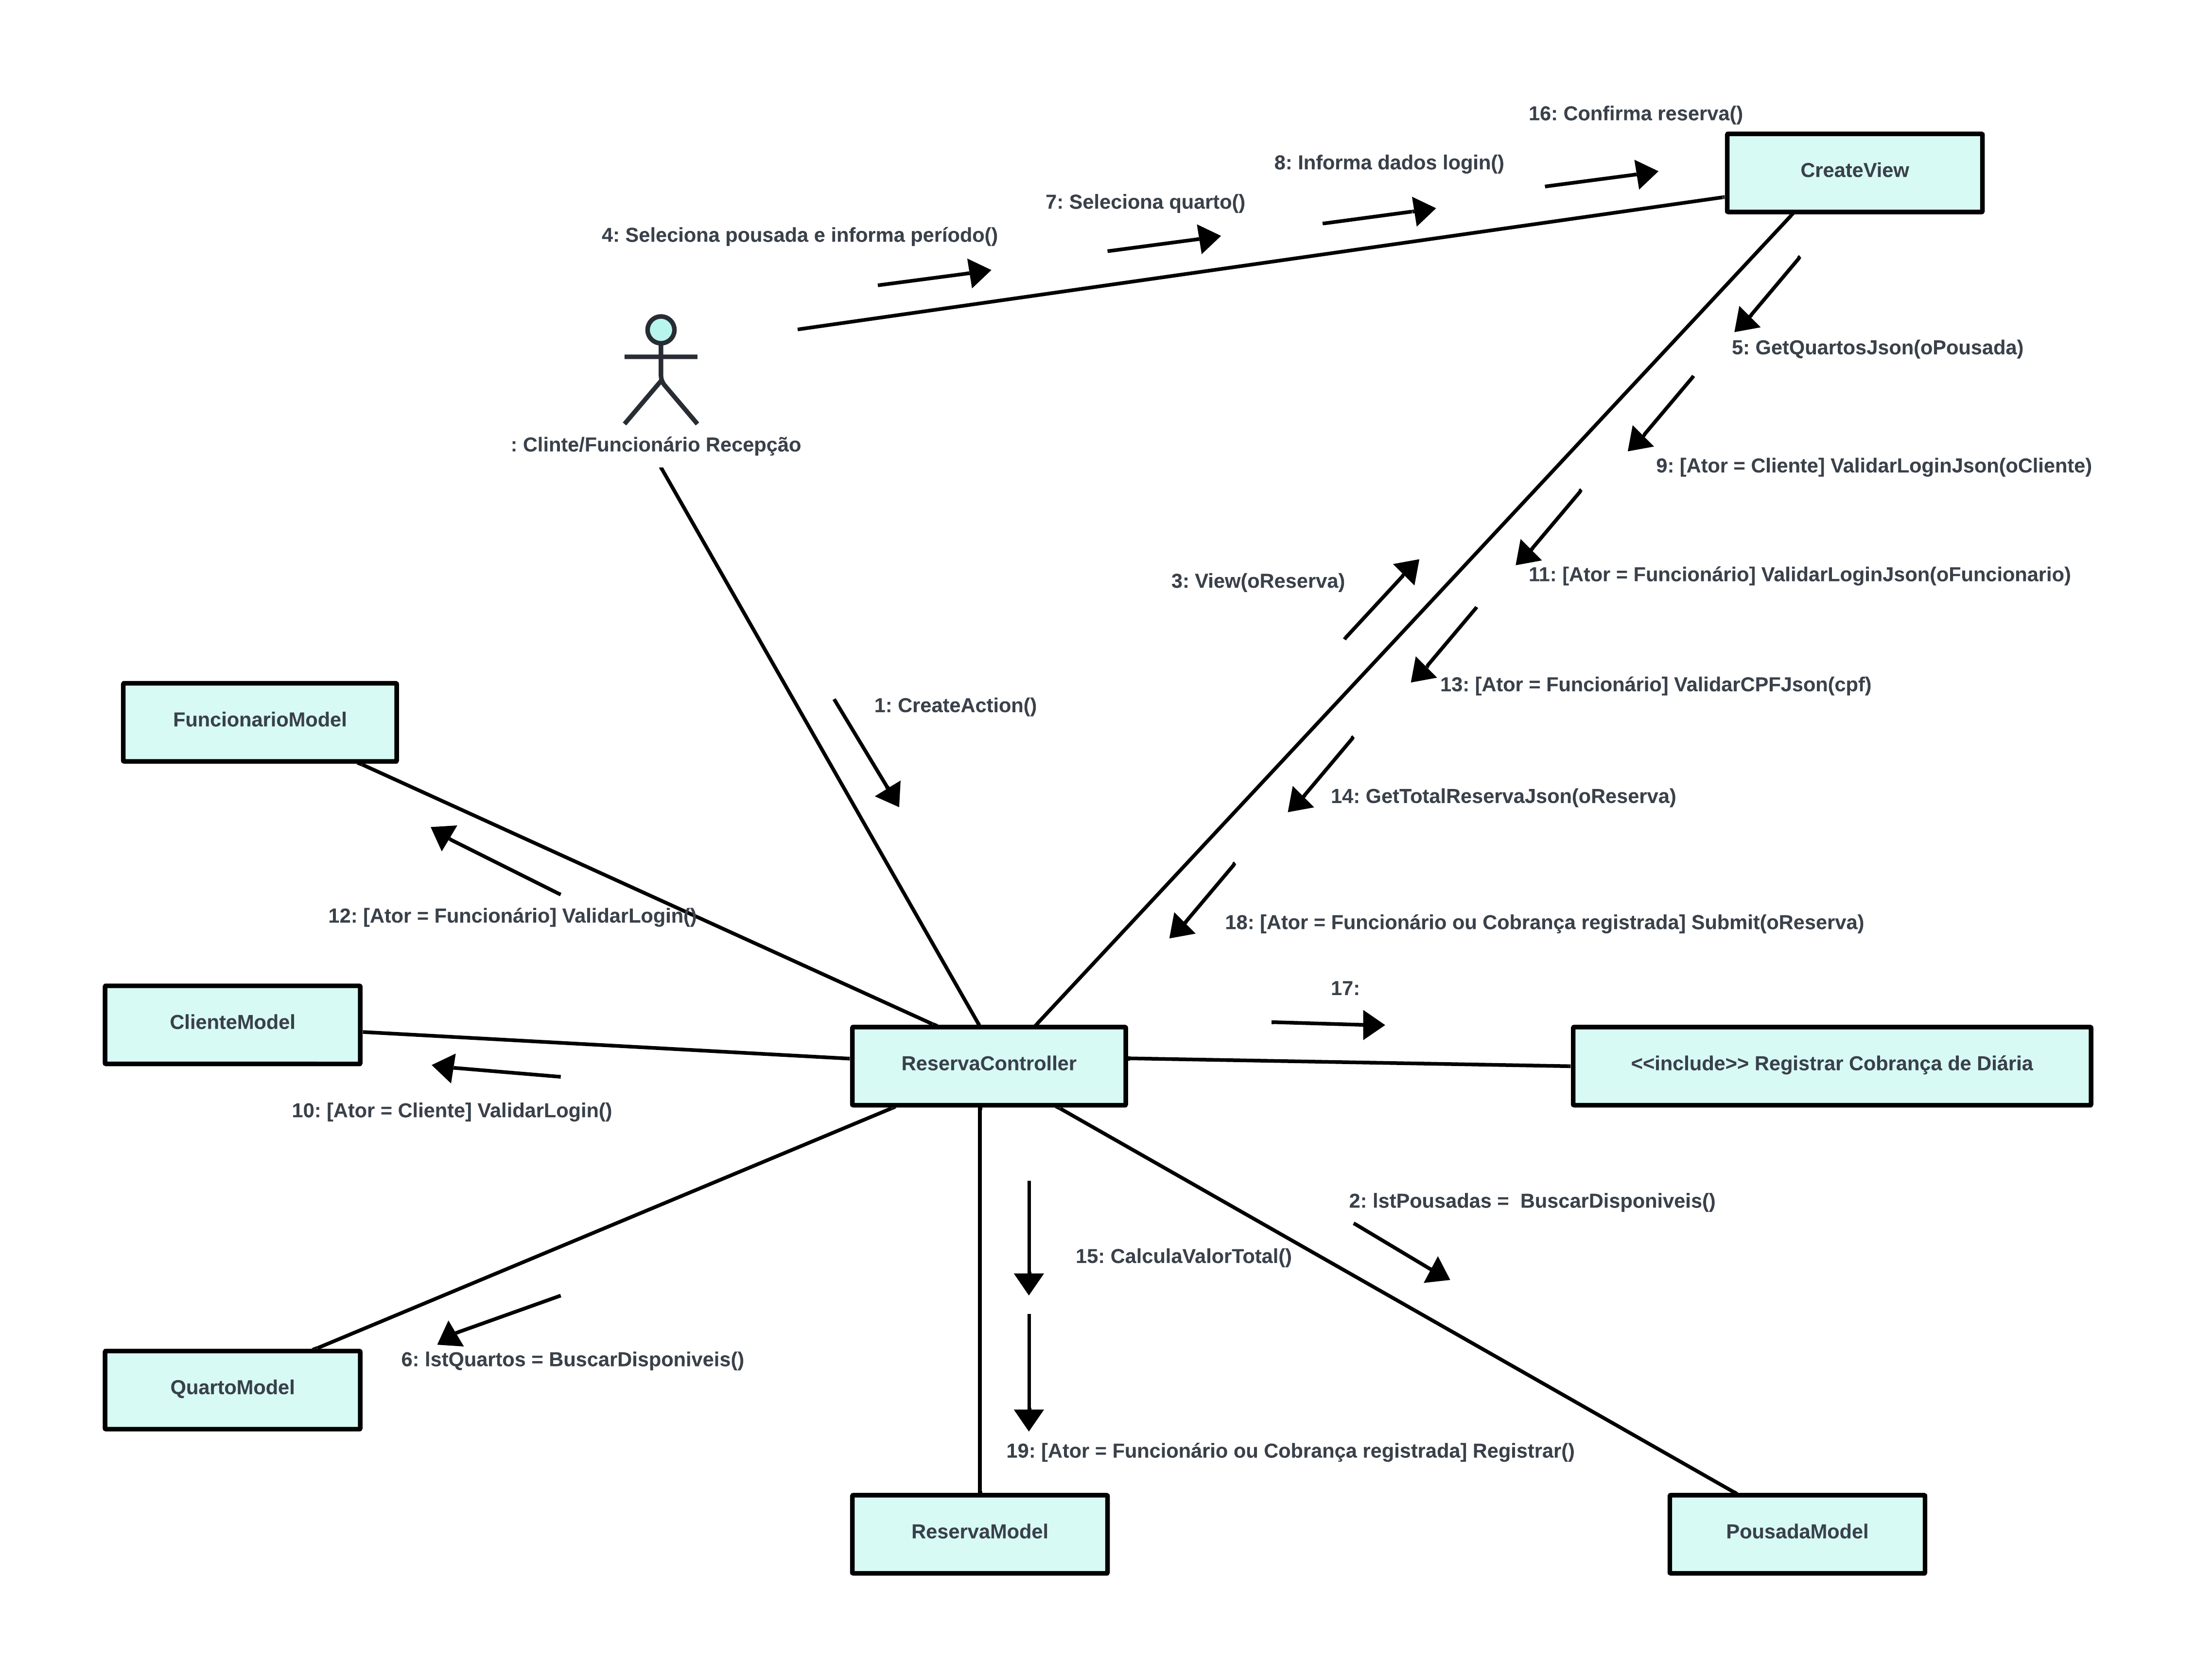 16: Confirma reserva()
CreateView
8: Informa dados login()
7: Seleciona quarto()
4: Seleciona pousada e informa período()
5: GetQuartosJson(oPousada)
: Clinte/Funcionário Recepção
9: [Ator = Cliente] ValidarLoginJson(oCliente)
11: [Ator = Funcionário] ValidarLoginJson(oFuncionario)
3: View(oReserva)
13: [Ator = Funcionário] ValidarCPFJson(cpf)
1: CreateAction()
FuncionarioModel
14: GetTotalReservaJson(oReserva)
12: [Ator = Funcionário] ValidarLogin()
18: [Ator = Funcionário ou Cobrança registrada] Submit(oReserva)
17:
ClienteModel
ReservaController
<<include>> Registrar Cobrança de Diária
10: [Ator = Cliente] ValidarLogin()
2: lstPousadas =  BuscarDisponiveis()
15: CalculaValorTotal()
6: lstQuartos = BuscarDisponiveis()
QuartoModel
19: [Ator = Funcionário ou Cobrança registrada] Registrar()
ReservaModel
PousadaModel